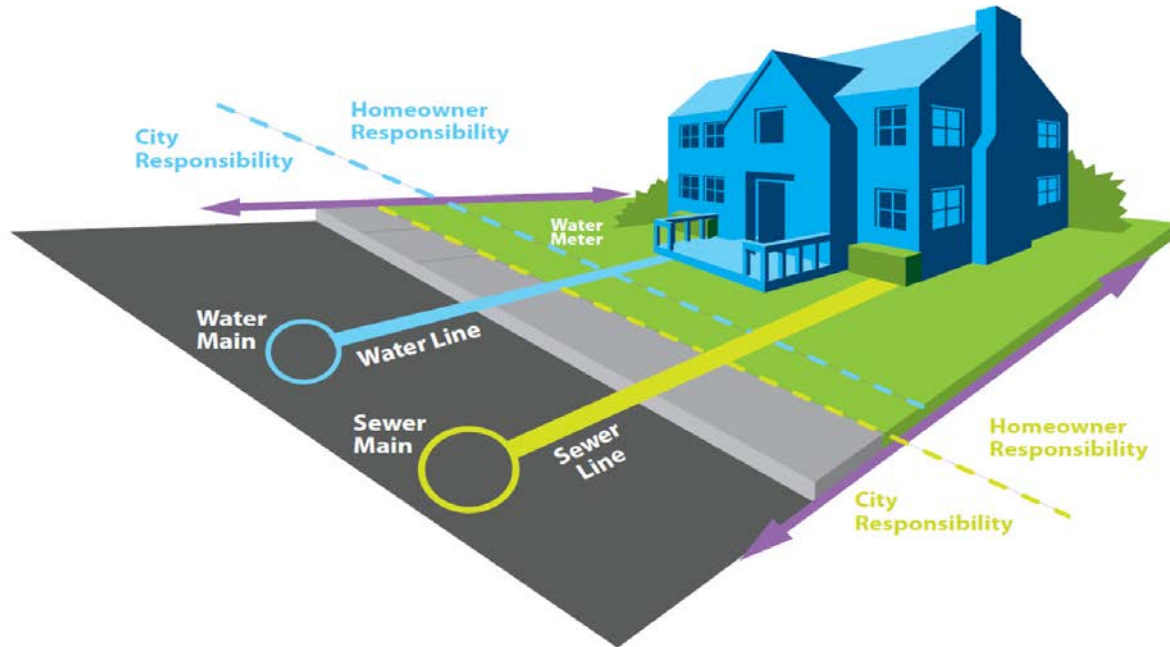 Homeowner
Responsibility
City
Responsibility
Water
Meter
Water
Main
Water Line
Sewer
Main
Sewer
Line
Homeowner
Responsibility
City
Responsibility